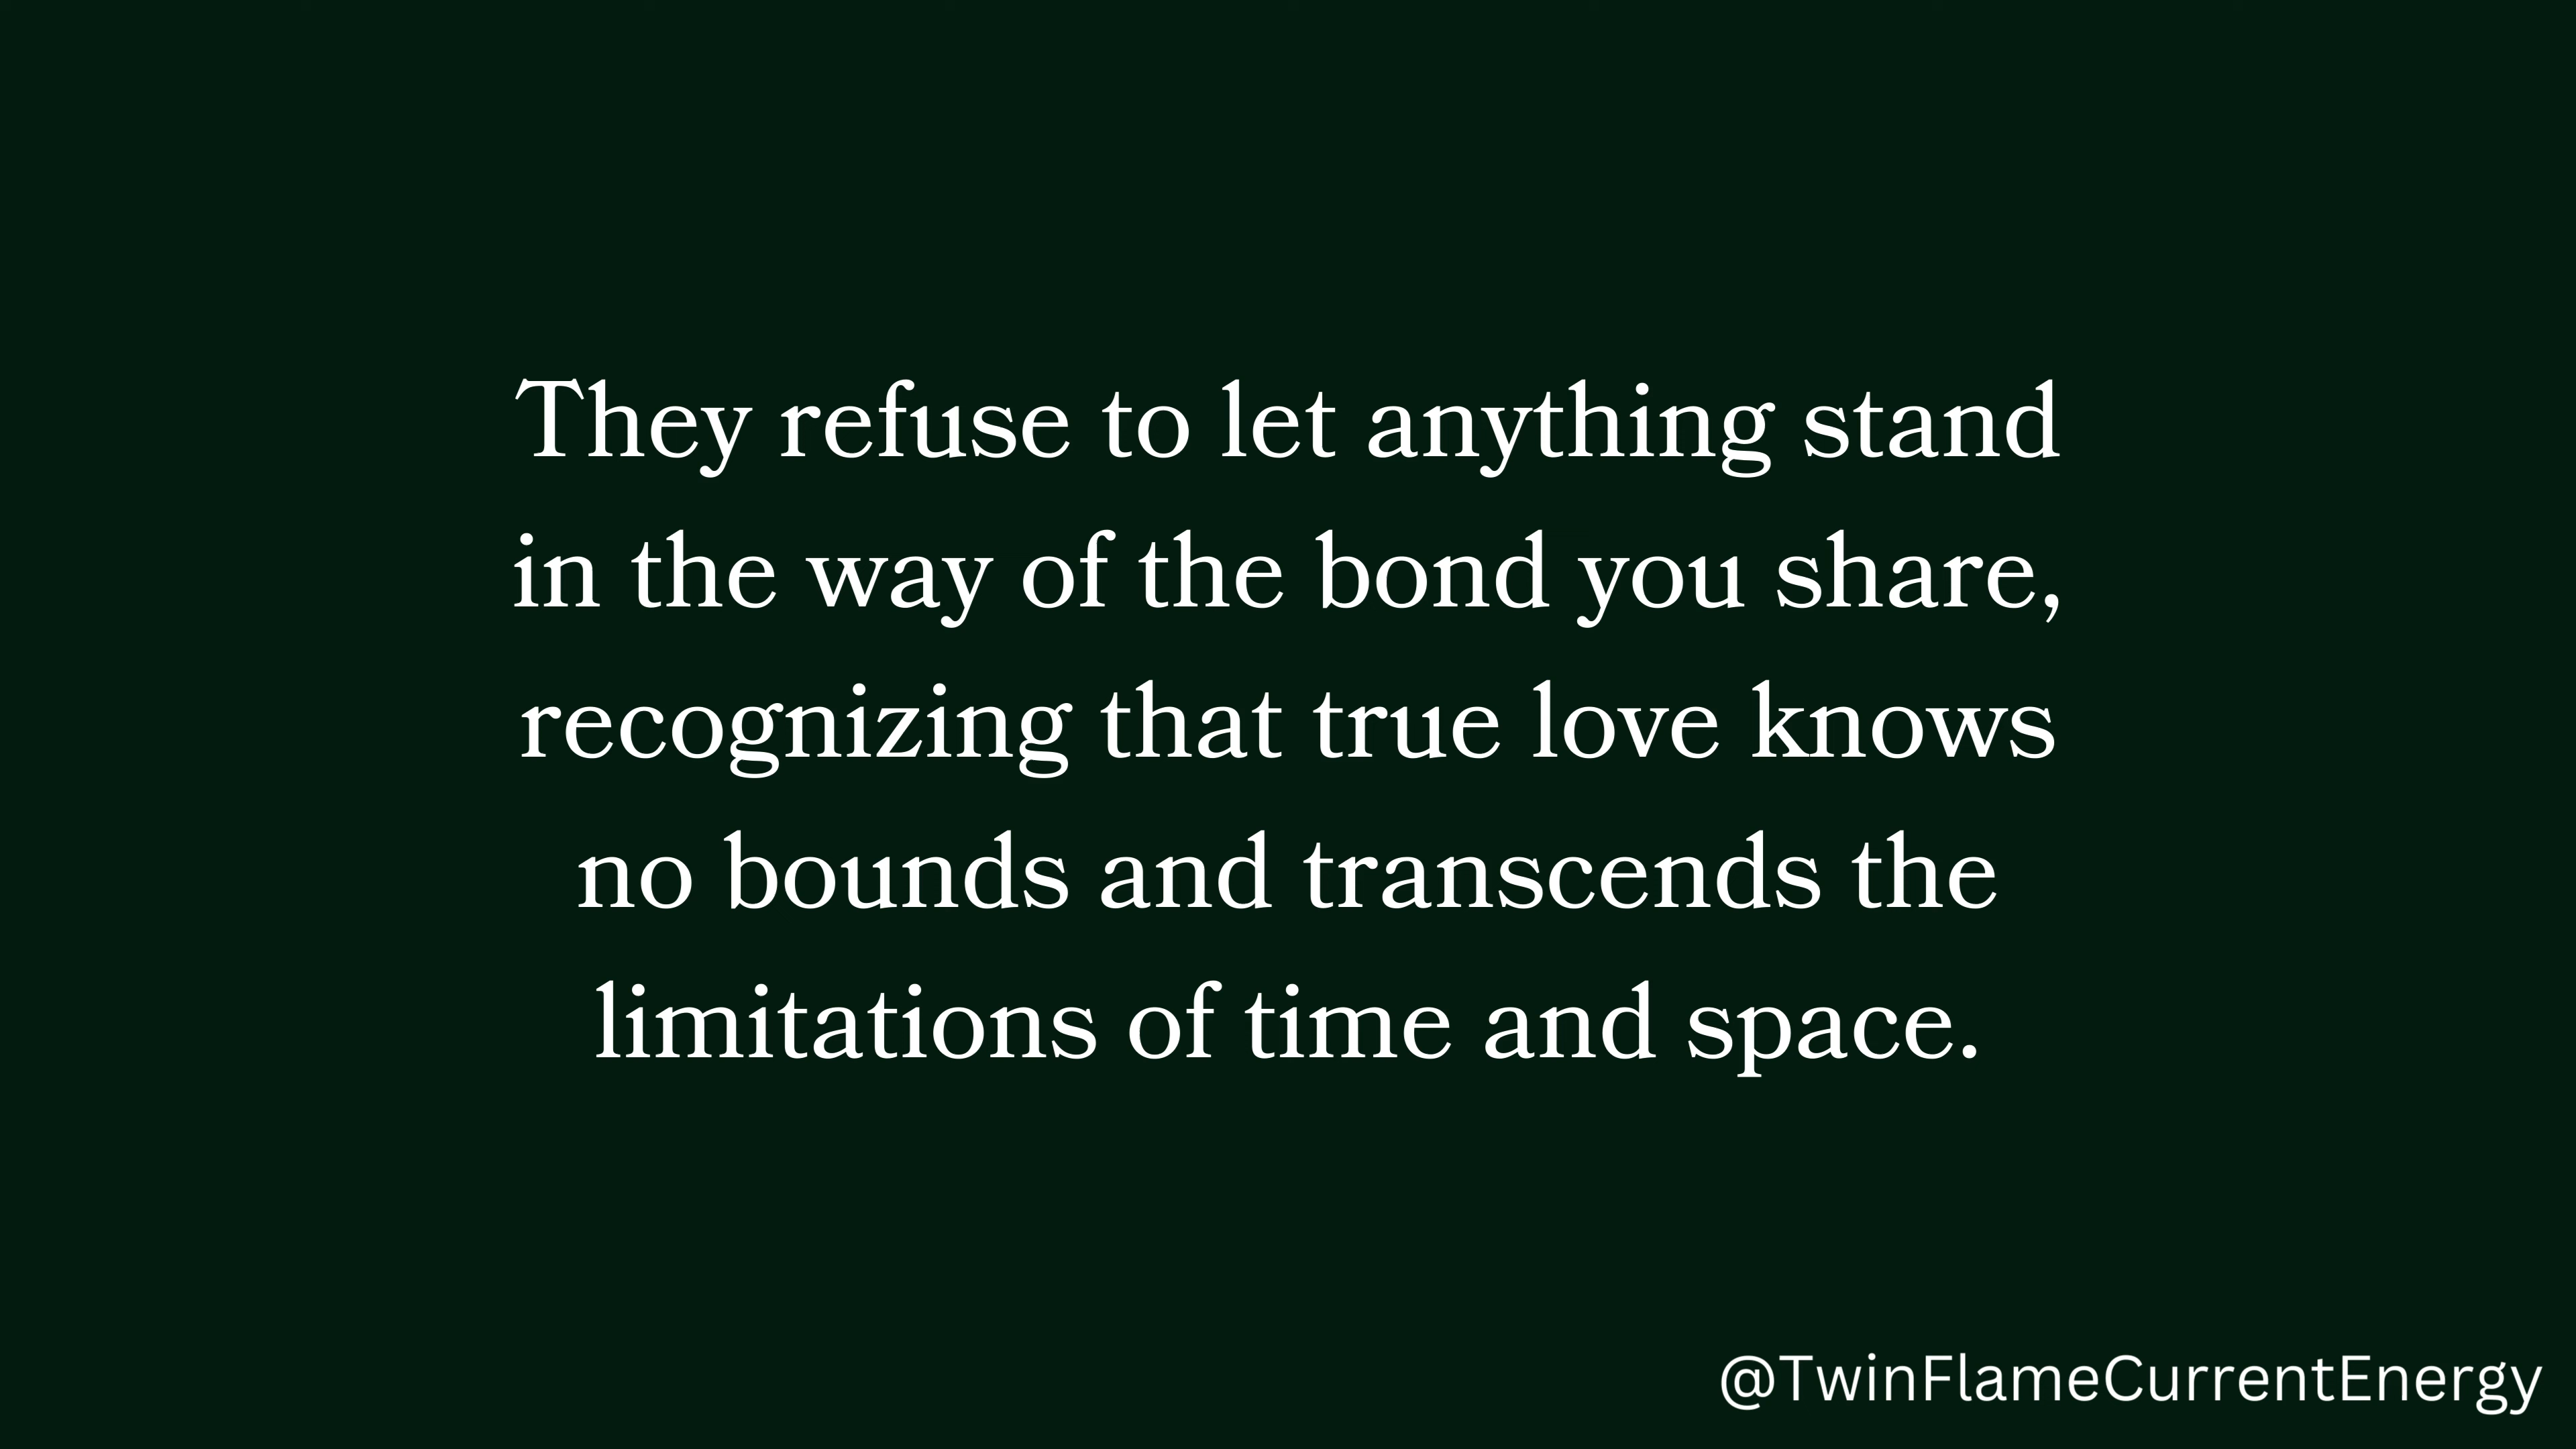 They refuse to let anything stand
in the way of the bond you share,
recognizing that true love knows
no bounds and transcends the
limitations of time and space.
@TwinFlameCurrentEnergy